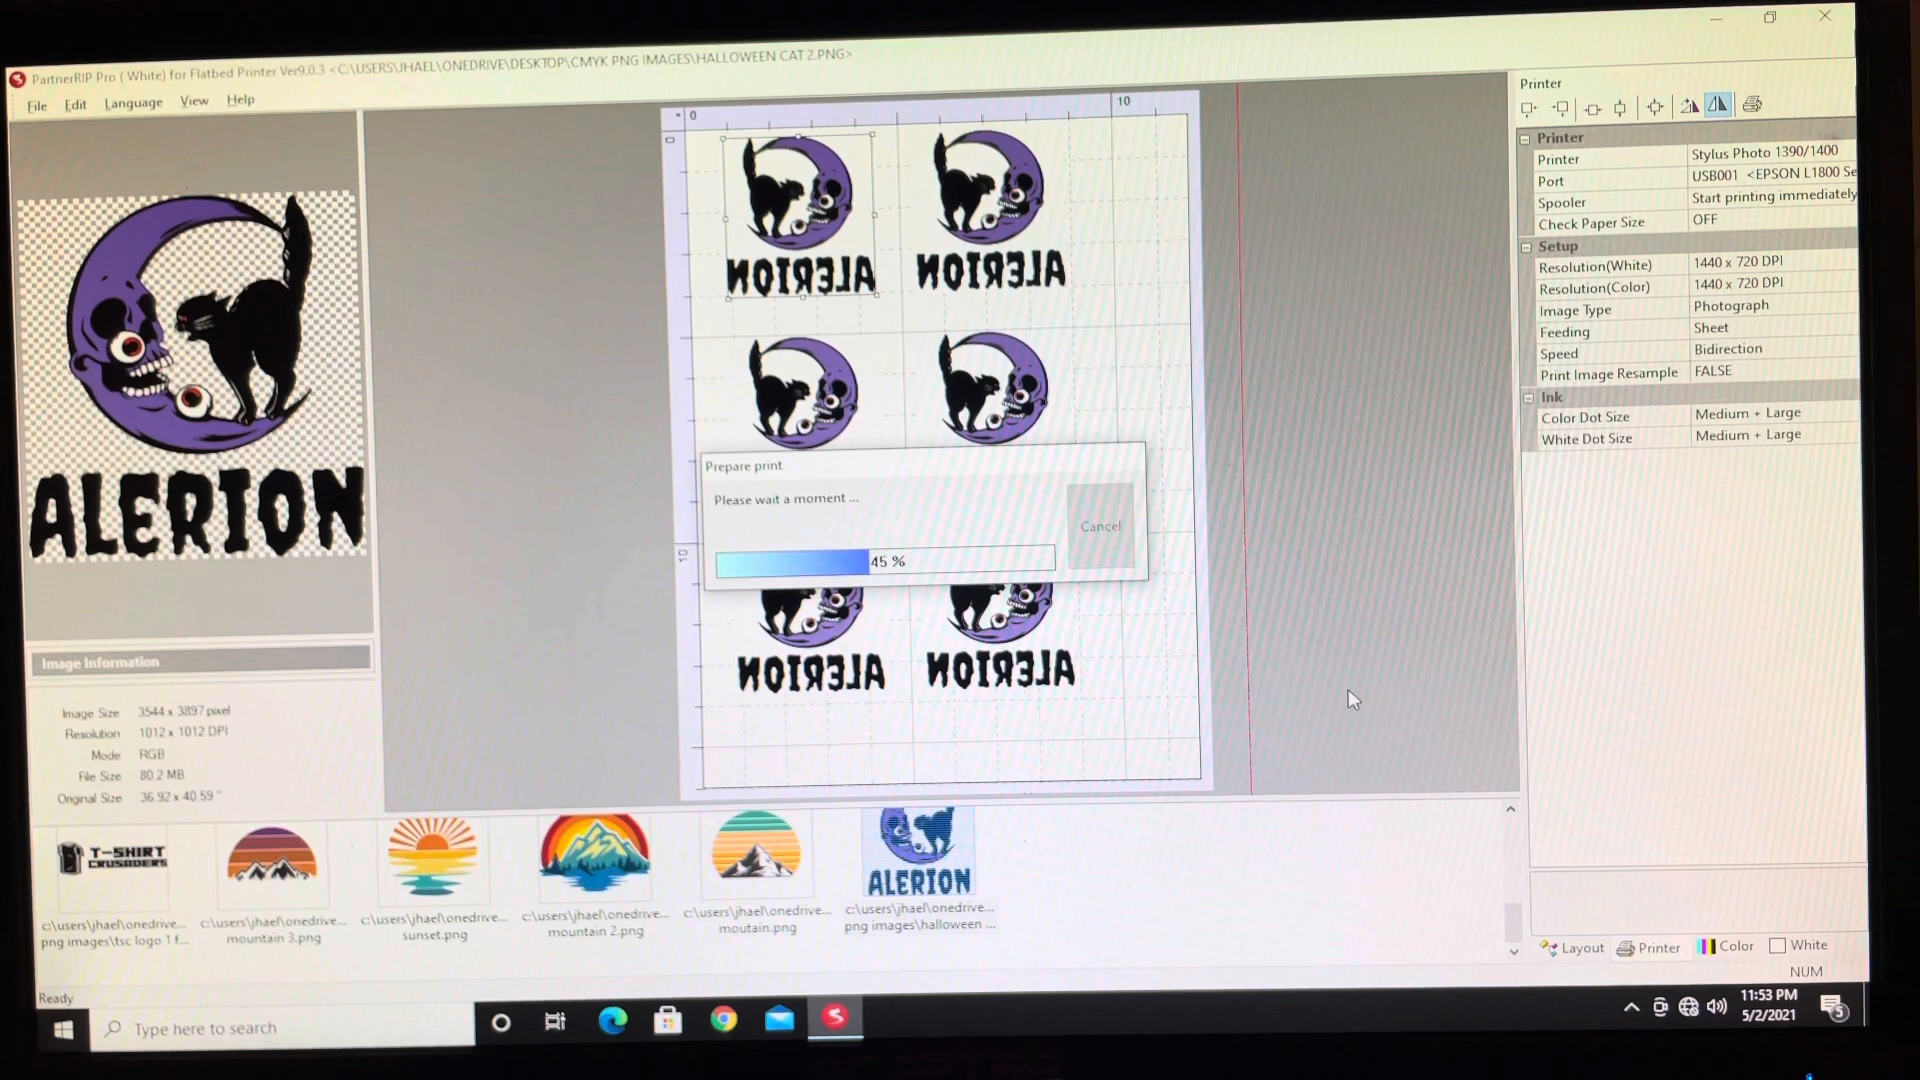 PartnerRIP Pro ( White) for Flatbed Printer Ver9.0.3 <C:\USERS\JHAEL\ONEDRIVE\DESKTOP\CMYK PNG IMAGES\HALLOWEEN CAT 2.PNG>
File Edit Language View Help
ALERION
Image Information
Image Size 3544 x 3897 pixel
Resolution 1012 x 1012 DPI
Mode RGB
File Size 80.2 MB
Original Size 36.92 x 40.59 "
0 10
0
10
ALERION ALERION
Prepare print
Please wait a moment ...
Cancel
45 %
ALERION ALERION
Printer
Printer
Printer Stylus Photo 1390/1400
Port USB001 <EPSON L1800 Se
Spooler Start printing immediately
Check Paper Size OFF
Setup
Resolution(White) 1440 x 720 DPI
Resolution(Color) 1440 x 720 DPI
Image Type Photograph
Feeding Sheet
Speed Bidirection
Print Image Resample FALSE
Ink
Color Dot Size Medium + Large
White Dot Size Medium + Large
T-SHIRT
CRUSADERS
ALERION
c:\users\jhael\onedrive...
png images\tsc logo 1 f...
c:\users\jhael\onedrive...
mountain 3.png
c:\users\jhael\onedrive...
sunset.png
c:\users\jhael\onedrive...
mountain 2.png
c:\users\jhael\onedrive...
moutain.png
c:\users\jhael\onedrive...
png images\halloween ...
Layout Printer Color White
NUM
Ready
Type here to search
11:53 PM
5/2/2021
5